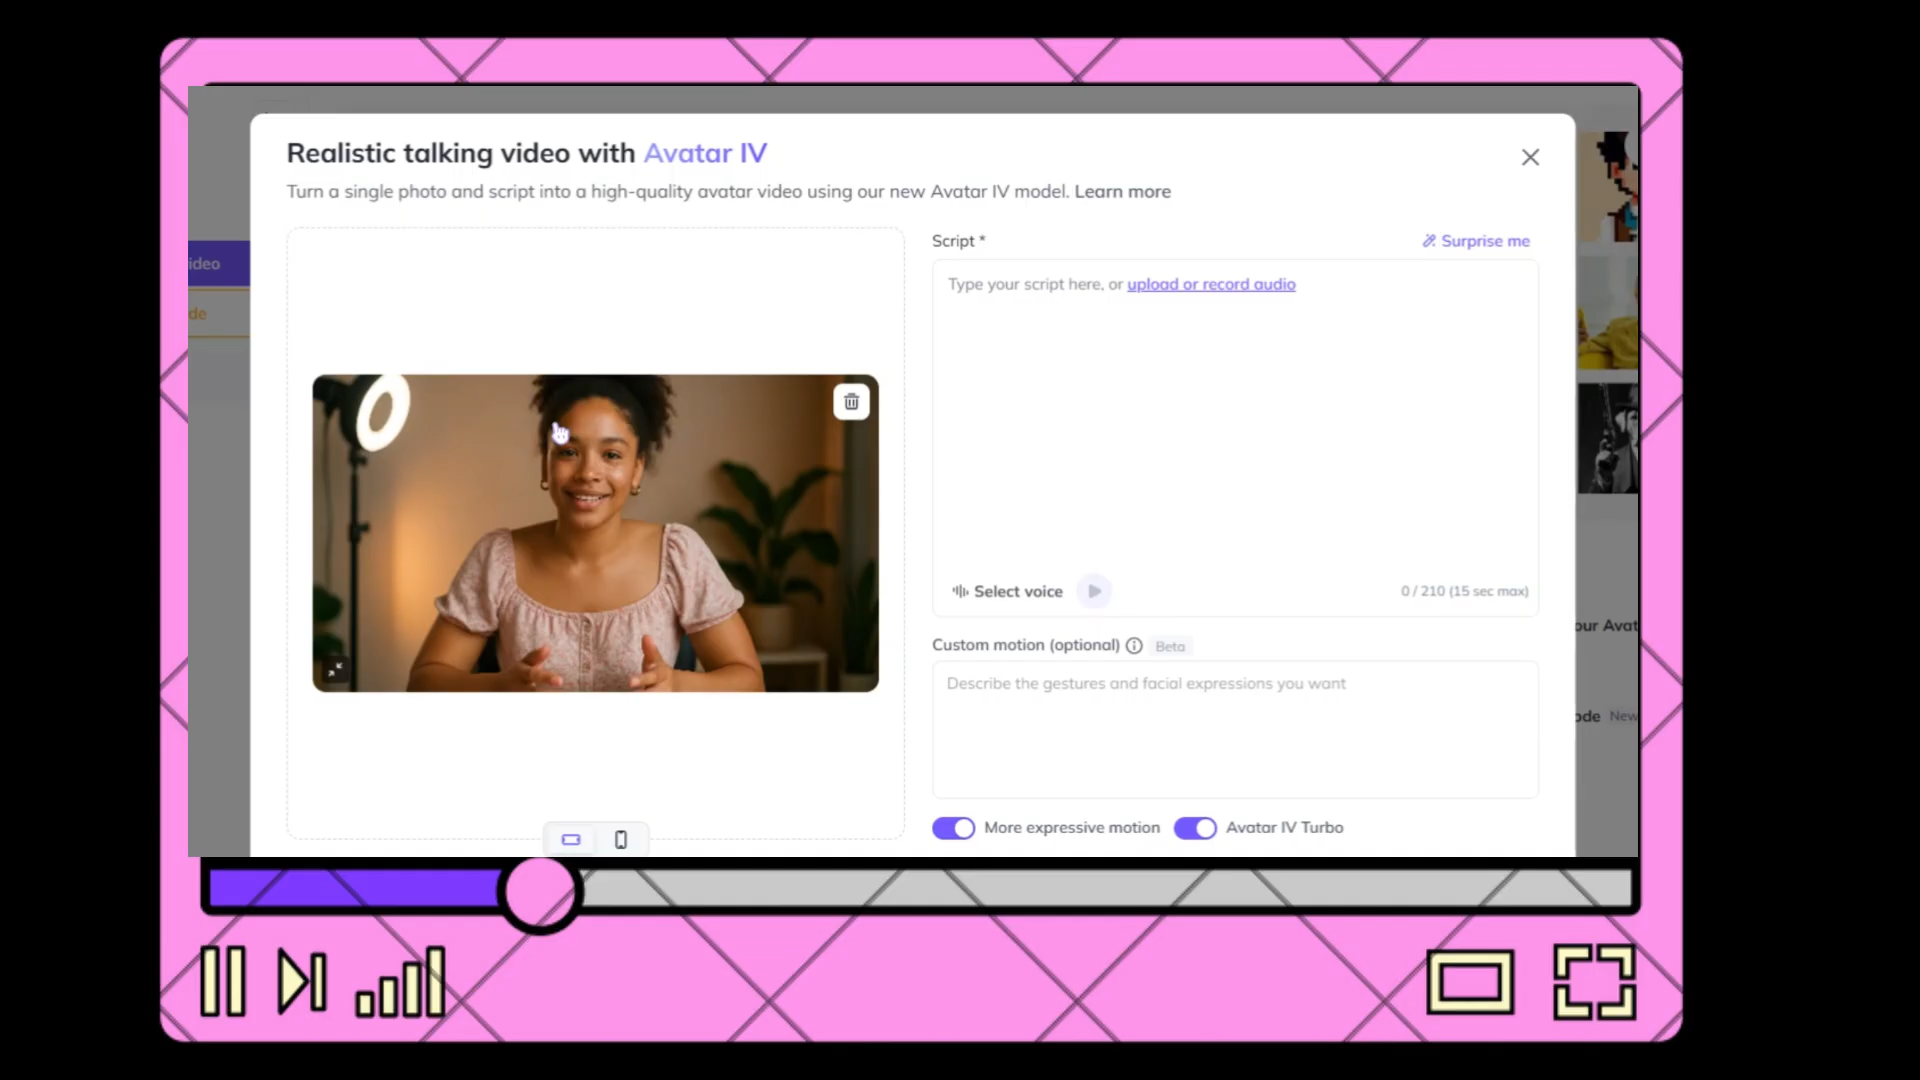 Realistic talking video with Avatar IV
Turn a single photo and script into a high-quality avatar video using our new Avatar IV model. Learn more
Script *
Surprise me
ideo
Type your script here, or upload or record audio
de
Select voice
0 / 210 (15 sec max)
our Avat
Custom motion (optional)
Beta
Describe the gestures and facial expressions you want
ode New
More expressive motion
Avatar IV Turbo